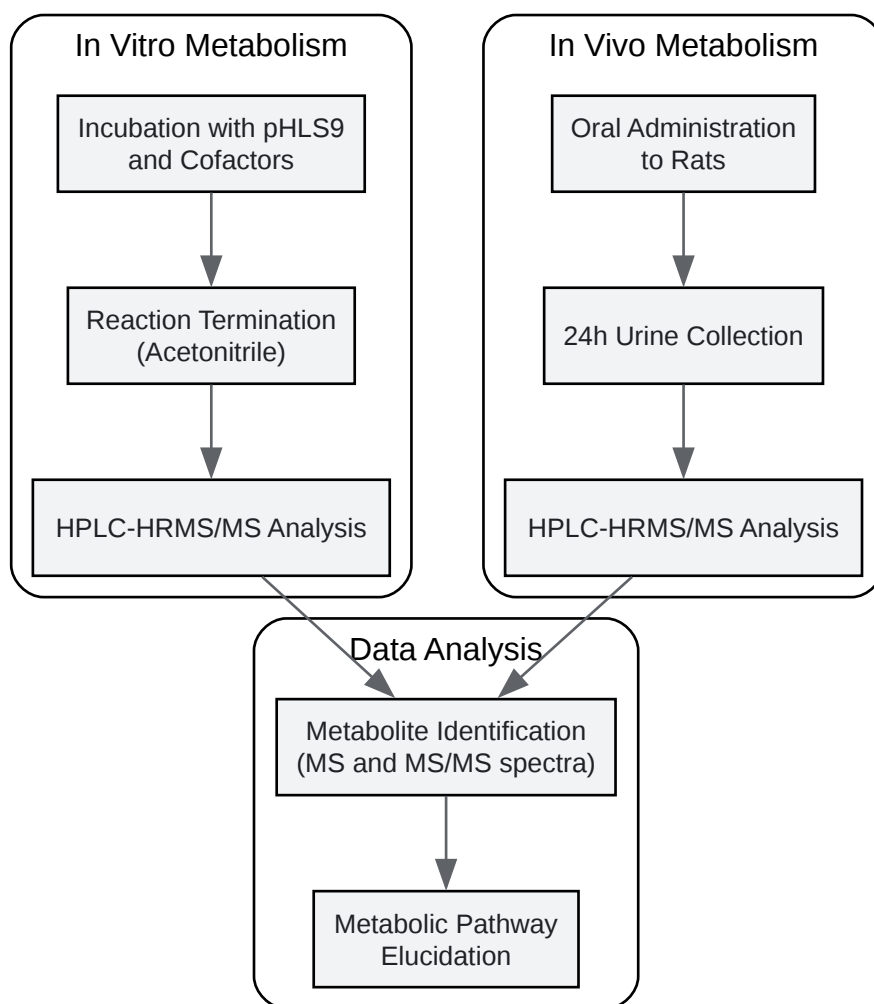 In Vitro Metabolism
Incubation with pHLS9
and Cofactors
Reaction Termination
(Acetonitrile)
HPLC-HRMS/MS Analysis
In Vivo Metabolism
Oral Administration
to Rats
24h Urine Collection
HPLC-HRMS/MS Analysis
Data Analysis
Metabolite Identification
(MS and MS/MS spectra)
Metabolic Pathway
Elucidation